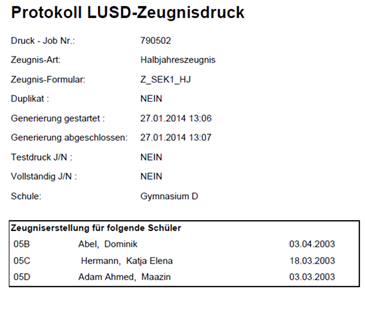 Protokoll LUSD-Zeugnisdruck
Druck - Job Nr.: 790502
Zeugnis-Art: Halbjahreszeugnis
Zeugnis-Formular: Z_SEK1_HJ
Duplikat : NEIN
Generierung gestartet : 27.01.2014 13:06
Generierung abgeschlossen: 27.01.2014 13:07
Testdruck J/N : NEIN
Vollständig J/N : NEIN
Schule: Gymnasium D
Zeugniserstellung für folgende Schüler
05B Abel, Dominik 03.04.2003
05C Hermann, Katja Elena 18.03.2003
05D Adam Ahmed, Maazin 03.03.2003